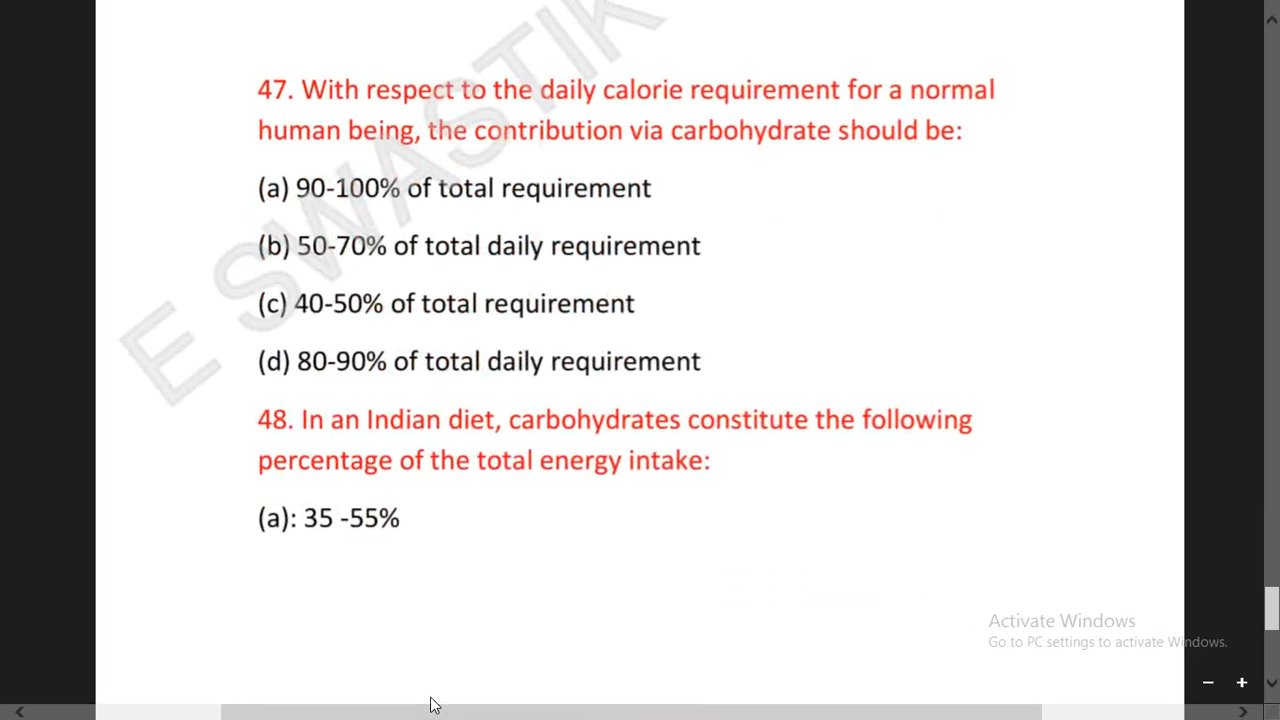 E SWASTIK
47. With respect to the daily calorie requirement for a normal
human being, the contribution via carbohydrate should be:
(a) 90-100% of total requirement
(b) 50-70% of total daily requirement
(c) 40-50% of total requirement
(d) 80-90% of total daily requirement
48. In an Indian diet, carbohydrates constitute the following
percentage of the total energy intake:
(a): 35 -55%
Activate Windows
Go to PC settings to activate Windows.